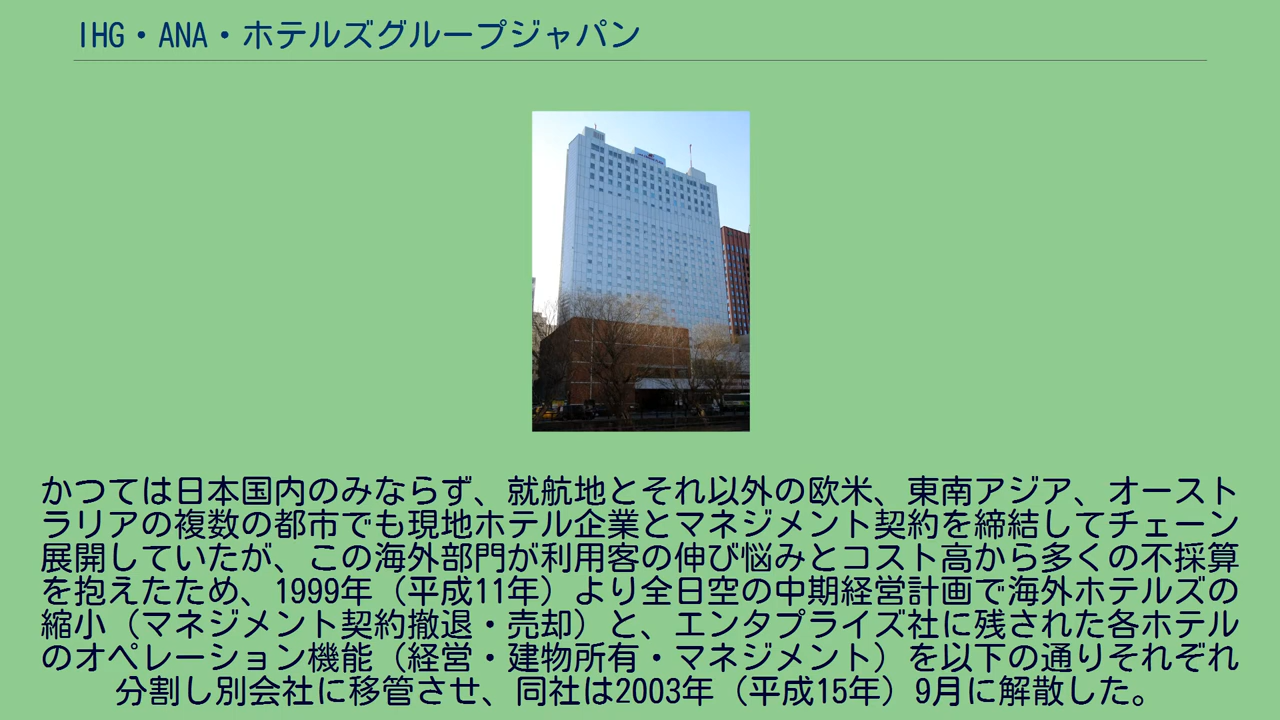 IHG・ANA・ホテルズグループジャパン
かつては日本国内のみならず、就航地とそれ以外の欧米、東南アジア、オースト
ラリアの複数の都市でも現地ホテル企業とマネジメント契約を締結してチェーン
展開していたが、この海外部門が利用客の伸び悩みとコスト高から多くの不採算
を抱えたため、1999年（平成11年）より全日空の中期経営計画で海外ホテルズの
縮小（マネジメント契約撤退・売却）と、エンタプライズ社に残された各ホテル
のオペレーション機能（経営・建物所有・マネジメント）を以下の通りそれぞれ
分割し別会社に移管させ、同社は2003年（平成15年）9月に解散した。